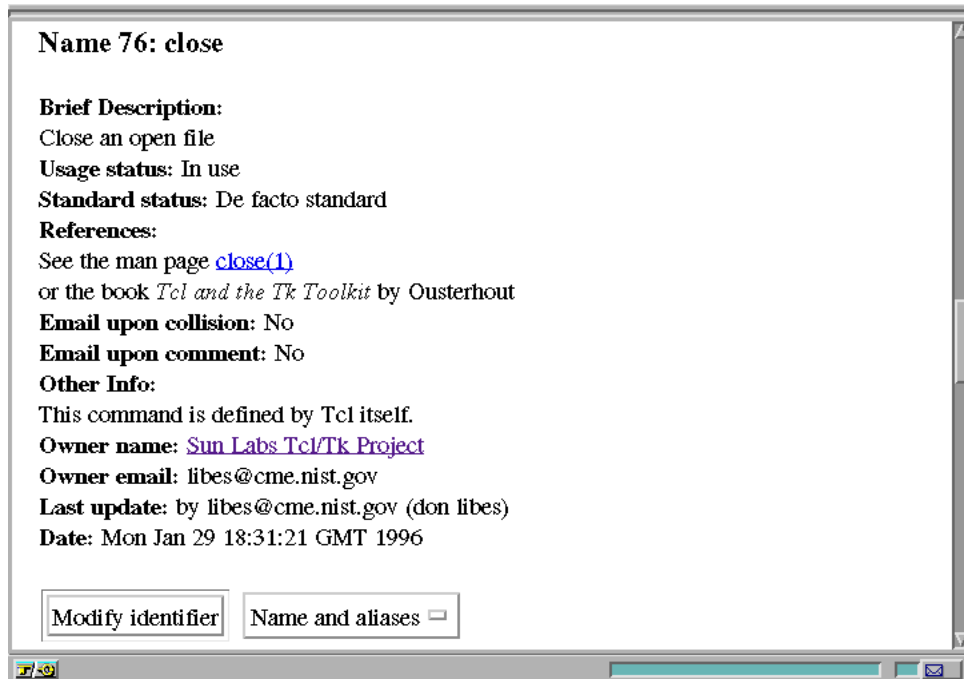 Name 76: close
Brief Description:
Close an open file
Usage status: In use
Standard status: De facto standard
References:
See the man page close(1)
or the book Tcl and the Tk Toolkit by Ousterhout
Email upon collision: No
Email upon comment: No
Other Info:
This command is defined by Tcl itself.
Owner name: Sun Labs Tcl/Tk Project
Owner email: libes@cme.nist.gov
Last update: by libes@cme.nist.gov (don libes)
Date: Mon Jan 29 18:31:21 GMT 1996
Modify identifier Name and aliases